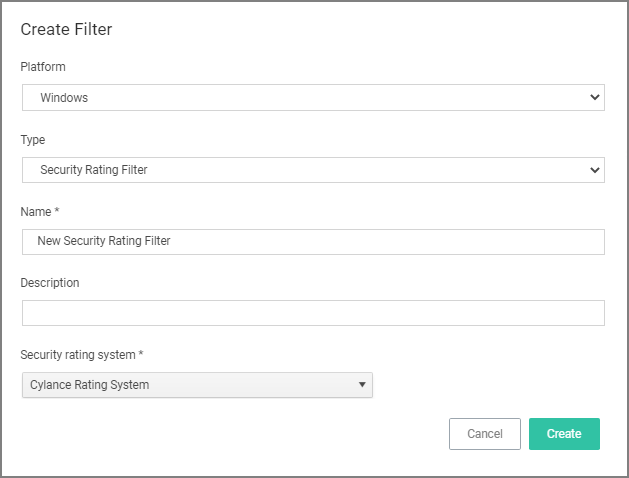 Create Filter
Platform
Windows
Type
Security Rating Filter
Name *
New Security Rating Filter
Description
Security rating system *
Cylance Rating System
Cancel
Create